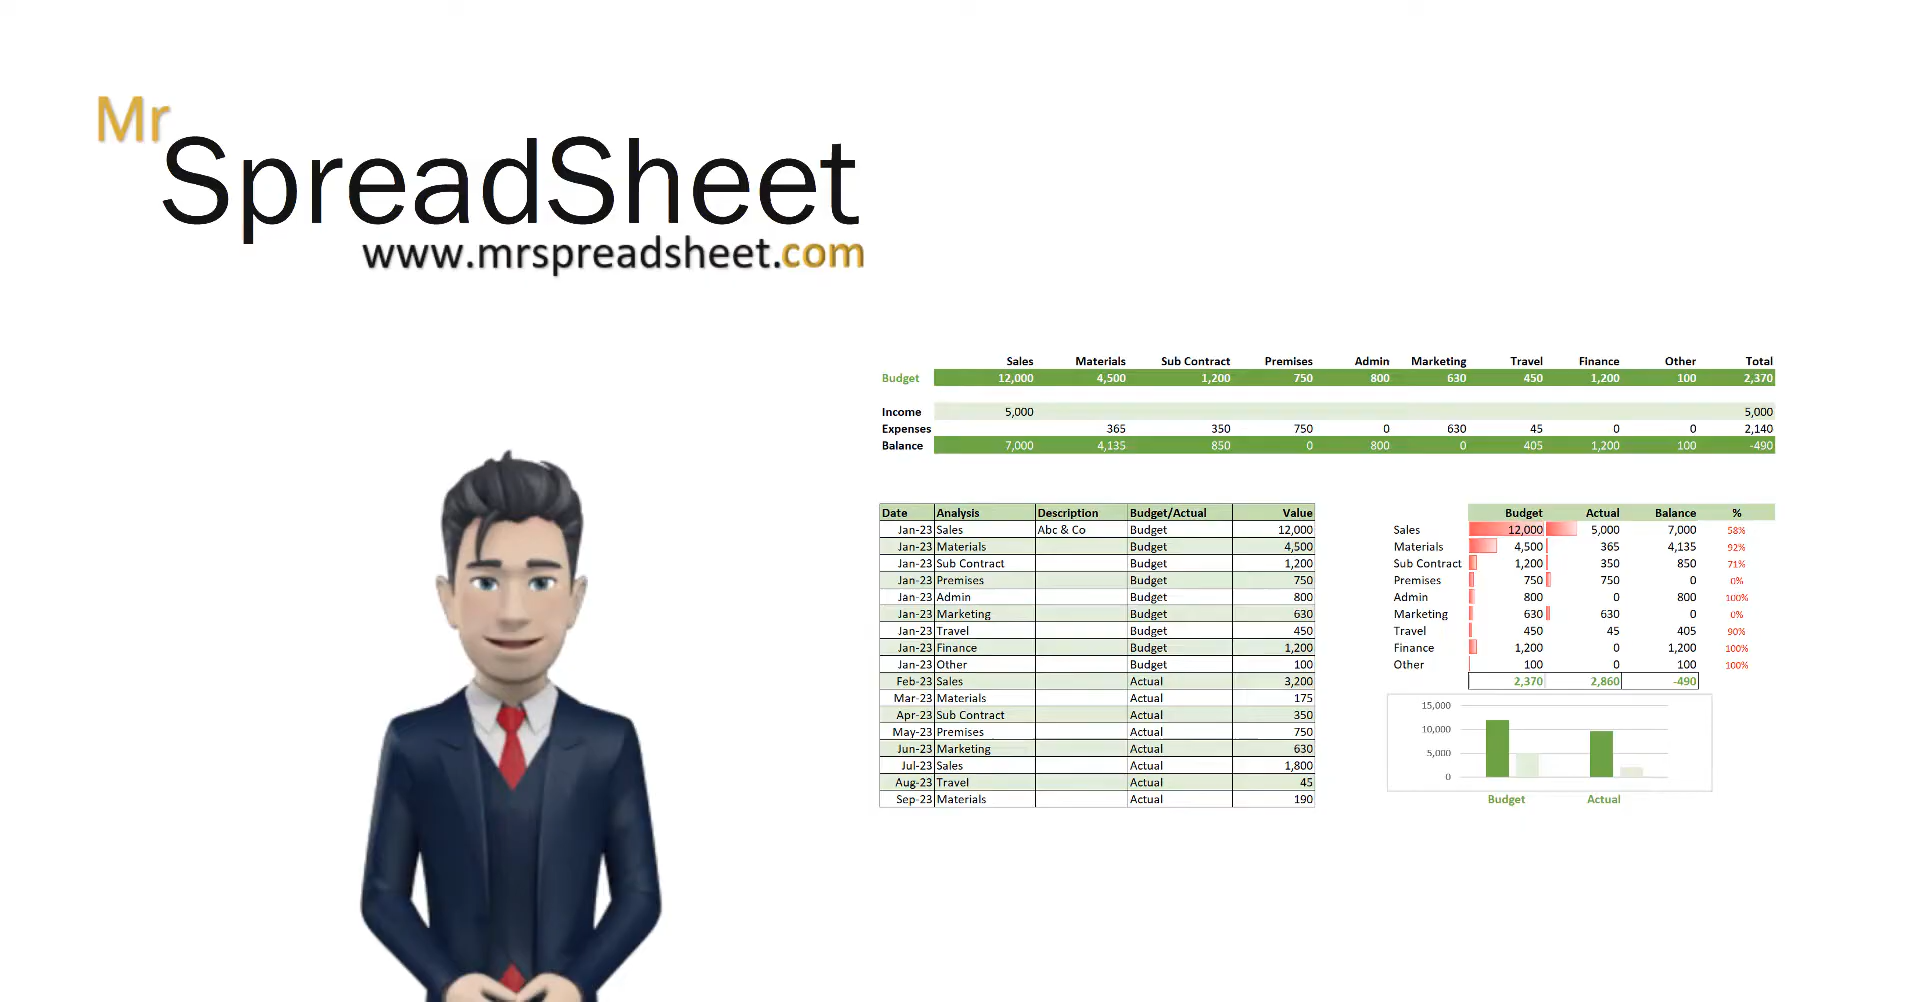 Mr
SpreadSheet
www.mrspreadsheet.com
Sales Materials Sub Contract Premises Admin Marketing Travel Finance Other Total
Budget 12,000 4,500 1,200 750 800 630 450 1,200 100 2,370
Income 5,000 5,000
Expenses 365 350 750 0 630 45 0 0 2,140
Balance 7,000 4,135 850 0 800 0 405 1,200 100 -490
Date Analysis Description Budget/Actual Value
Jan-23 Sales Abc & Co Budget 12,000
Jan-23 Materials Budget 4,500
Jan-23 Sub Contract Budget 1,200
Jan-23 Premises Budget 750
Jan-23 Admin Budget 800
Jan-23 Marketing Budget 630
Jan-23 Travel Budget 450
Jan-23 Finance Budget 1,200
Jan-23 Other Budget 100
Feb-23 Sales Actual 3,200
Mar-23 Materials Actual 175
Apr-23 Sub Contract Actual 350
May-23 Premises Actual 750
Jun-23 Marketing Actual 630
Jul-23 Sales Actual 1,800
Aug-23 Travel Actual 45
Sep-23 Materials Actual 190
Budget Actual Balance %
Sales 12,000 5,000 7,000 58%
Materials 4,500 365 4,135 92%
Sub Contract 1,200 350 850 71%
Premises 750 750 0 0%
Admin 800 0 800 100%
Marketing 630 630 0 0%
Travel 450 45 405 90%
Finance 1,200 0 1,200 100%
Other 100 0 100 100%
2,370 2,860 -490
15,000
10,000
5,000
0
Budget Actual